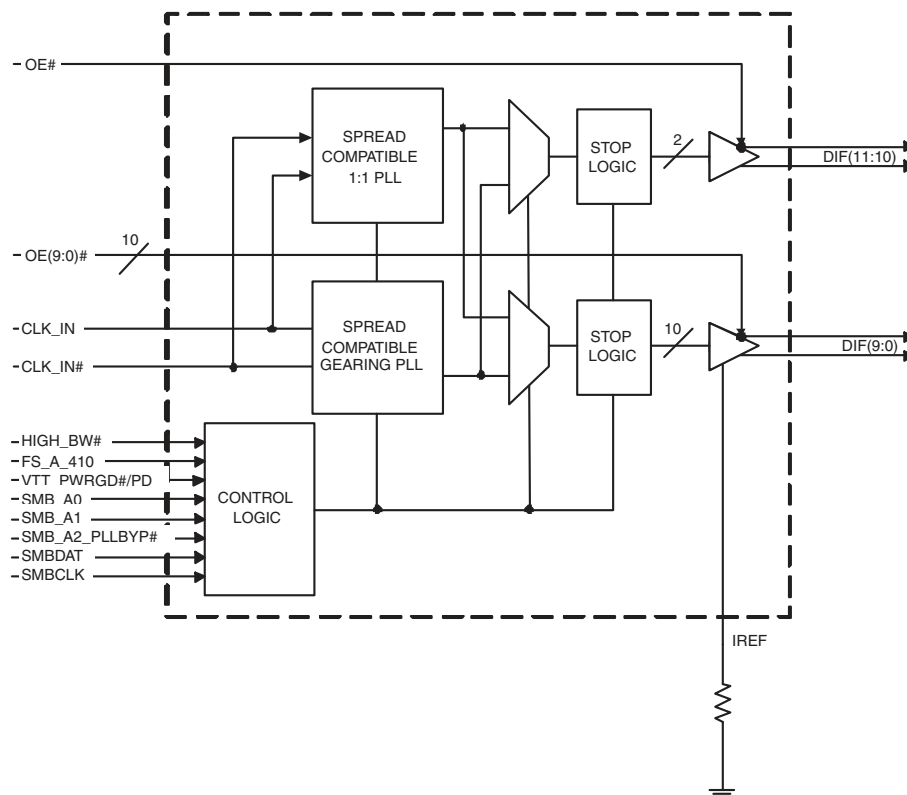 OE#
SPREAD
COMPATIBLE
1:1 PLL
STOP
LOGIC
2
DIF(11:10)
OE(9:0)#
10
CLK_IN
CLK_IN#
SPREAD
COMPATIBLE
GEARING PLL
STOP
LOGIC
10
DIF(9:0)
HIGH_BW#
FS_A_410
VTT_PWRGD#/PD
SMB_A0
SMB_A1
SMB_A2_PLLBYP#
SMBDAT
SMBCLK
CONTROL
LOGIC
IREF